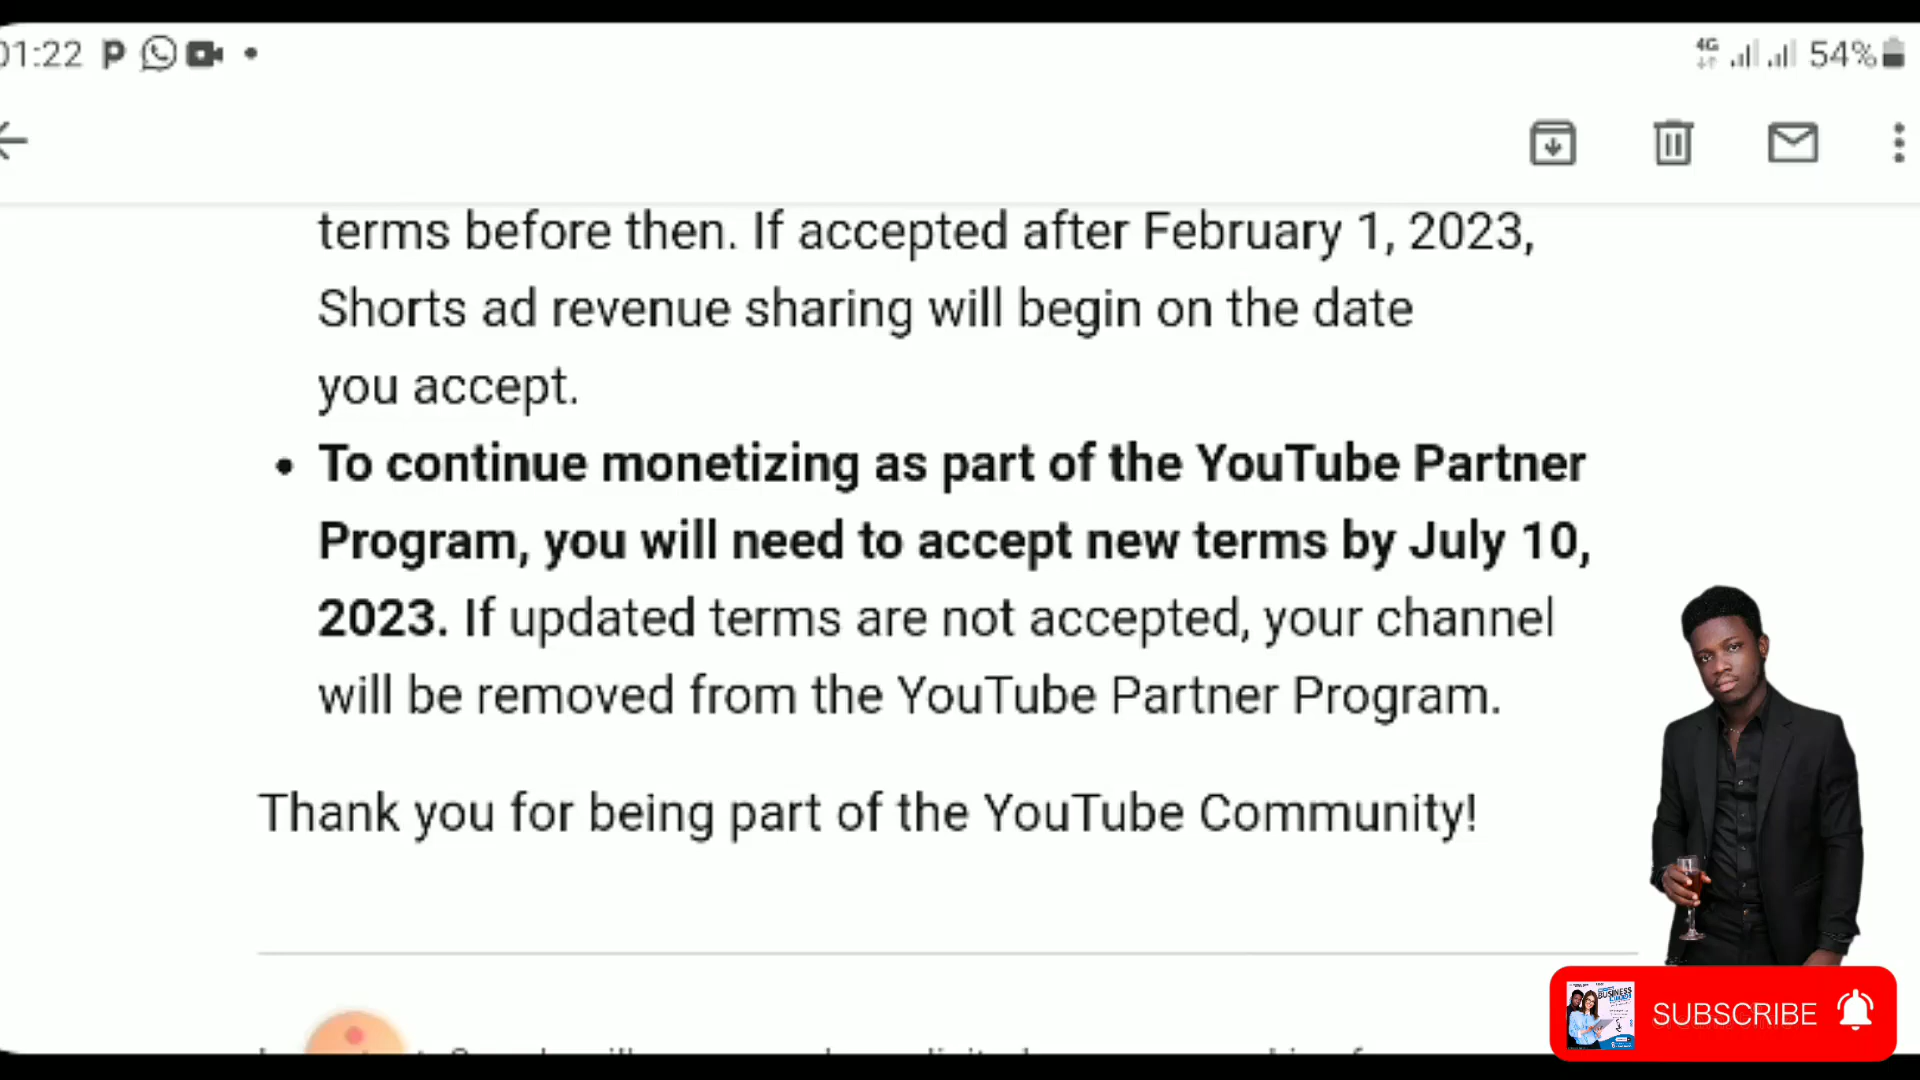 01:22
4G 54%
terms before then. If accepted after February 1, 2023,
Shorts ad revenue sharing will begin on the date
you accept.
• To continue monetizing as part of the YouTube Partner
Program, you will need to accept new terms by July 10,
2023. If updated terms are not accepted, your channel
will be removed from the YouTube Partner Program.
Thank you for being part of the YouTube Community!
BUSINESS
SUBSCRIBE